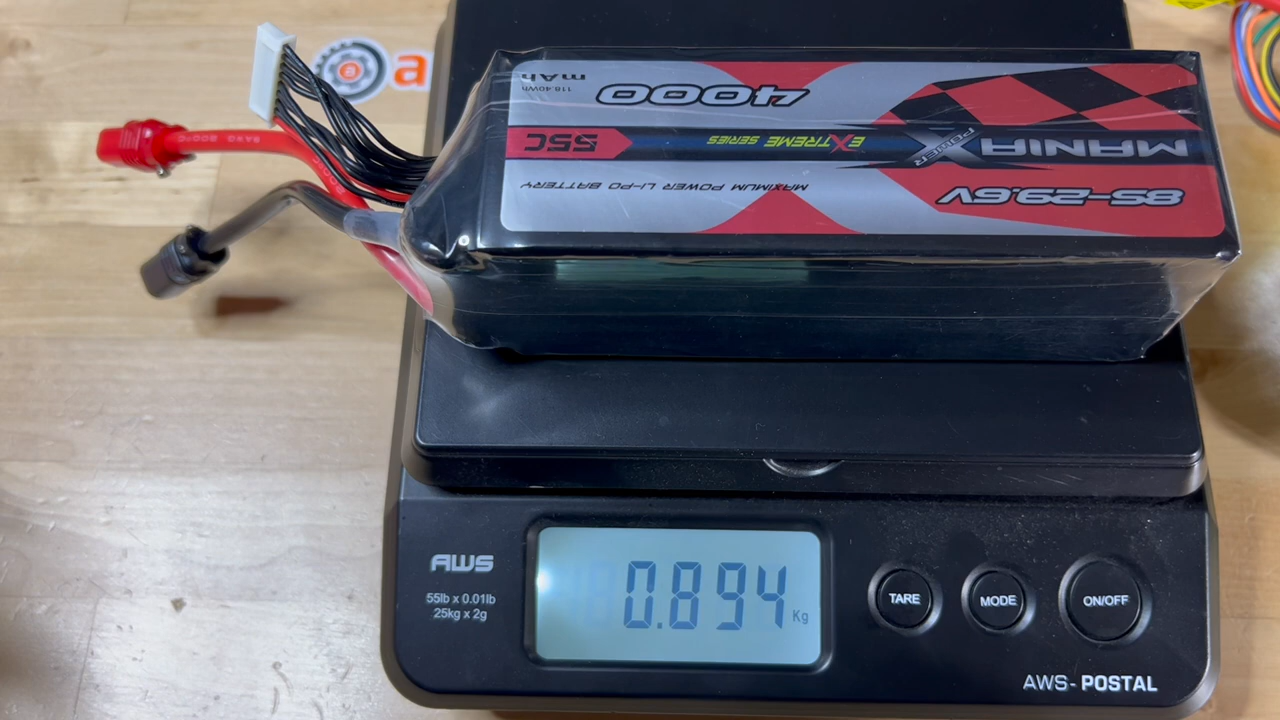 4000
mAh
118.40Wh
55C
EXTREME SERIES
MANIAX
POWER
MAXIMUM POWER LI-PO BATTERY
8S-29.6V
AWS
55lb x 0.01lb
25kg x 2g
0.894 Kg
TARE
MODE
ON/OFF
AWS-POSTAL